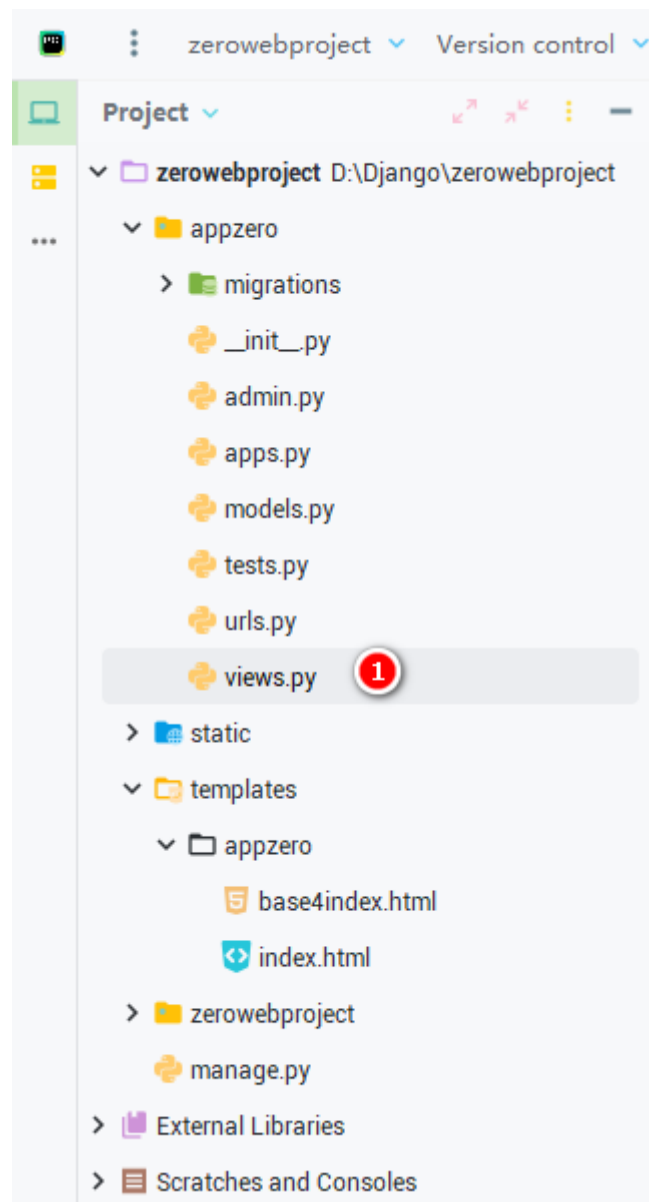 zerowebproject Version control
Project
zerowebproject D:\Django\zerowebproject
appzero
migrations
__init__.py
admin.py
apps.py
models.py
tests.py
urls.py
views.py 1
static
templates
appzero
base4index.html
index.html
zerowebproject
manage.py
External Libraries
Scratches and Consoles